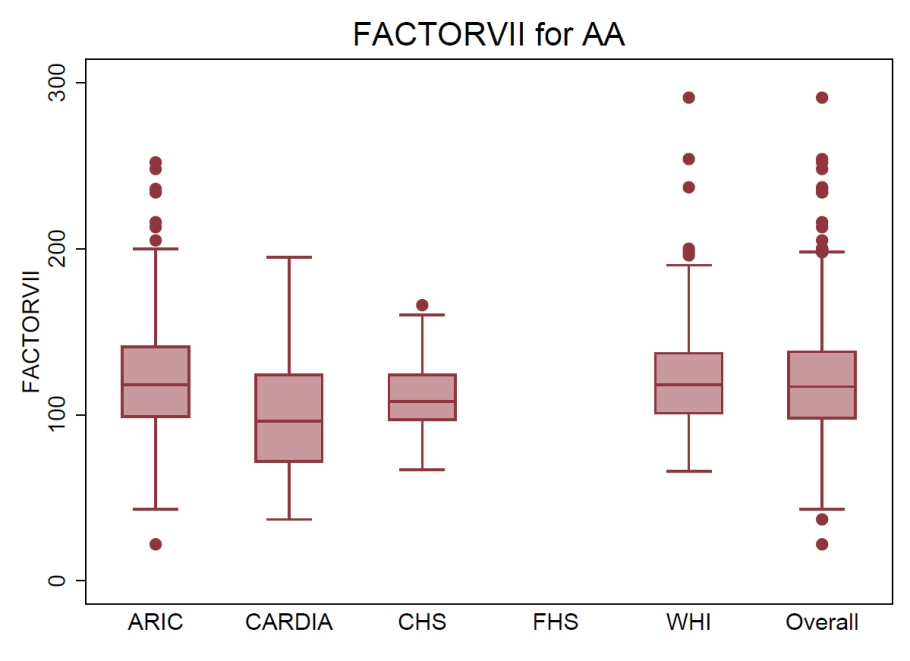 FACTORVII for AA
FACTORVII
300
200
100
0
ARIC CARDIA CHS FHS WHI Overall